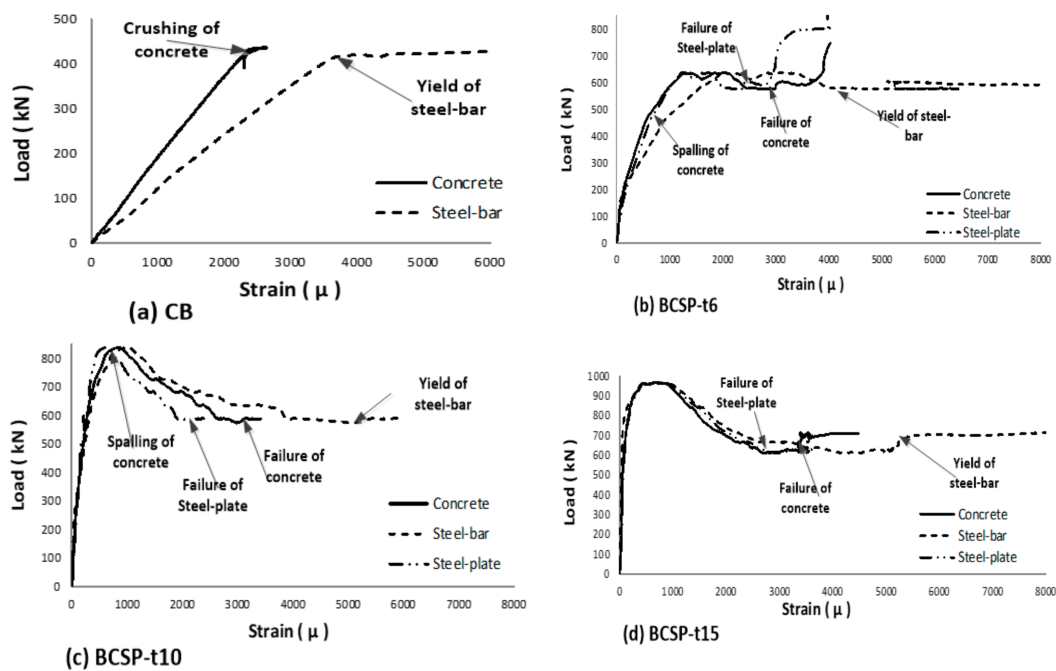 500
400
300
200
100
0
Load ( kN )
Crushing of
concrete
Yield of
steel-bar
Concrete
Steel-bar
0 1000 2000 3000 4000 5000 6000
Strain ( μ )
(a) CB
800
700
600
500
400
300
200
100
0
Load ( kN )
Failure of
Steel-plate
Spalling of
concrete
Failure of
concrete
Yield of steel-
bar
Concrete
Steel-bar
Steel-plate
0 1000 2000 3000 4000 5000 6000 7000 8000
Strain ( μ )
(b) BCSP-t6
800
700
600
500
400
300
200
100
0
Load ( kN )
Spalling of
concrete
Failure of
Steel-plate
Failure of
concrete
Yield of
steel-bar
Concrete
Steel-bar
Steel-plate
0 1000 2000 3000 4000 5000 6000 7000 8000
Strain ( μ )
(c) BCSP-t10
1000
900
800
700
600
500
400
300
200
100
0
Load ( kN )
Failure of
Steel-plate
Failure of
concrete
Yield of
steel-bar
Concrete
Steel-bar
Steel-plate
0 1000 2000 3000 4000 5000 6000 7000 8000
Strain ( μ )
(d) BCSP-t15